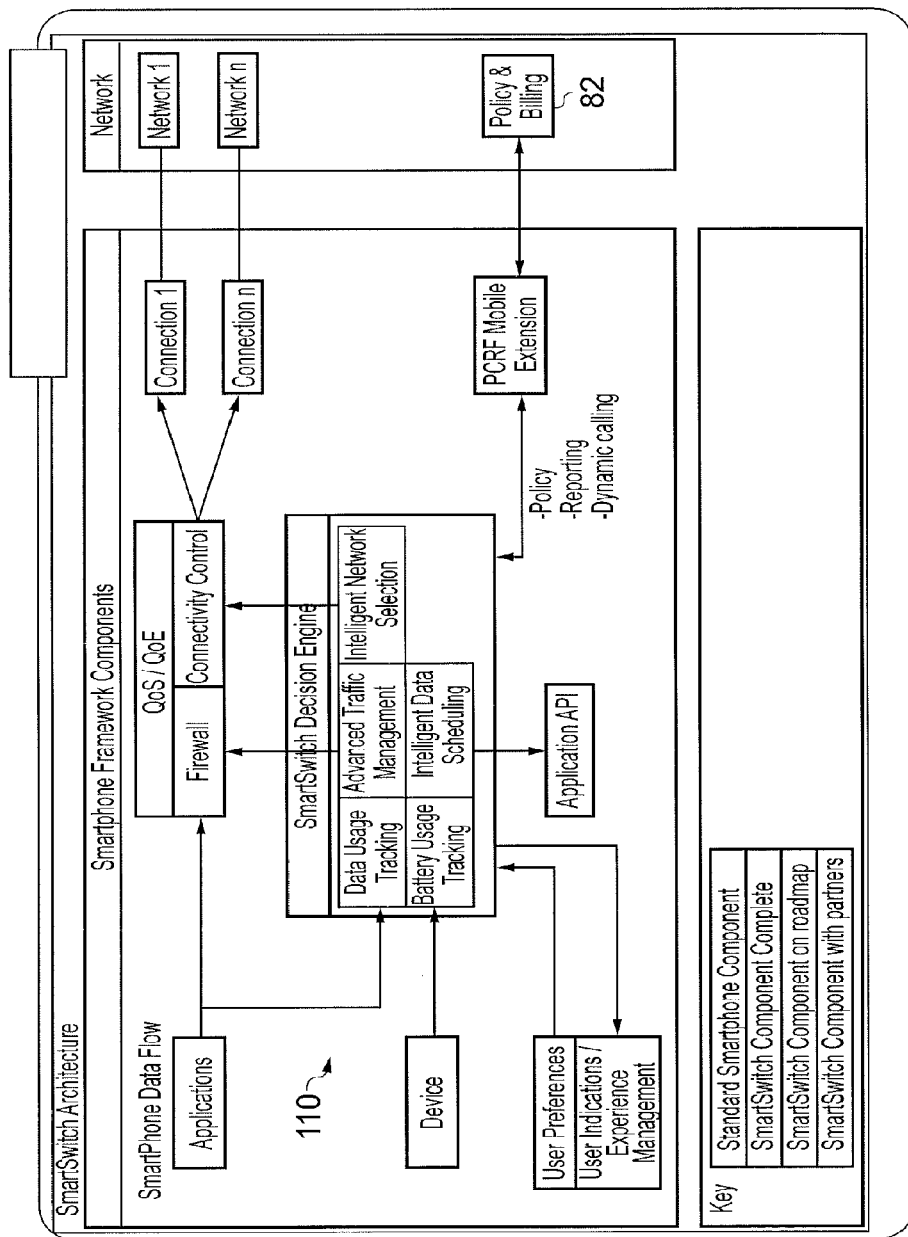 SmartSwitch Architecture
Smartphone Framework Components
Network
SmartPhone Data Flow
Applications
QoS / QoE
Firewall
Connectivity Control
Connection 1
Connection n
Network 1
Network n
110
SmartSwitch Decision Engine
Data Usage
Tracking
Advanced Traffic
Management
Intelligent Network
Selection
Battery Usage
Tracking
Intelligent Data
Scheduling
Device
Application API
-Policy
-Reporting
-Dynamic calling
PCRF Mobile
Extension
Policy &
Billing
82
User Preferences
User Indications /
Experience
Management
Key
Standard Smartphone Component
SmartSwitch Component Complete
SmartSwitch Component on roadmap
SmartSwitch Component with partners